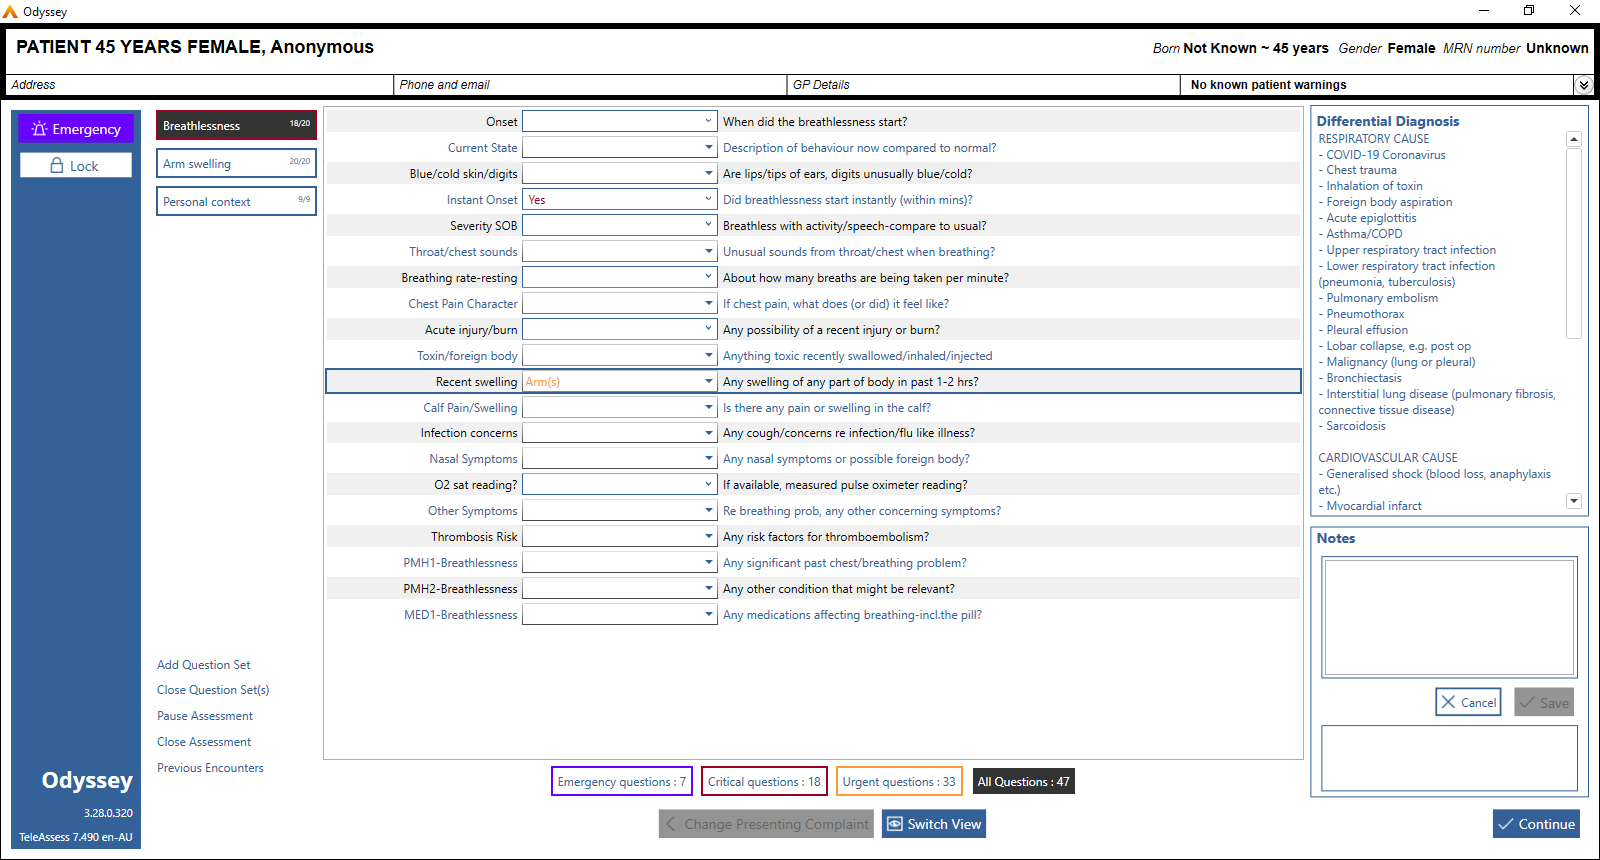 Odyssey
PATIENT 45 YEARS FEMALE, Anonymous
Born Not Known ~ 45 years Gender Female MRN number Unknown
Address
Phone and email
GP Details
No known patient warnings
Emergency
Lock
Breathlessness 18/20
Arm swelling 20/20
Personal context 9/9
Onset When did the breathlessness start?
Current State Description of behaviour now compared to normal?
Blue/cold skin/digits Are lips/tips of ears, digits unusually blue/cold?
Instant Onset Yes Did breathlessness start instantly (within mins)?
Severity SOB Breathless with activity/speech-compare to usual?
Throat/chest sounds Unusual sounds from throat/chest when breathing?
Breathing rate-resting About how many breaths are being taken per minute?
Chest Pain Character If chest pain, what does (or did) it feel like?
Acute injury/burn Any possibility of a recent injury or burn?
Toxin/foreign body Anything toxic recently swallowed/inhaled/injected
Recent swelling Arm(s) Any swelling of any part of body in past 1-2 hrs?
Calf Pain/Swelling Is there any pain or swelling in the calf?
Infection concerns Any cough/concerns re infection/flu like illness?
Nasal Symptoms Any nasal symptoms or possible foreign body?
O2 sat reading? If available, measured pulse oximeter reading?
Other Symptoms Re breathing prob, any other concerning symptoms?
Thrombosis Risk Any risk factors for thromboembolism?
PMH1-Breathlessness Any significant past chest/breathing problem?
PMH2-Breathlessness Any other condition that might be relevant?
MED1-Breathlessness Any medications affecting breathing-incl.the pill?
Add Question Set
Close Question Set(s)
Pause Assessment
Close Assessment
Previous Encounters
Odyssey
3.28.0.320
TeleAssess 7.490 en-AU
Emergency questions : 7
Critical questions : 18
Urgent questions : 33
All Questions : 47
Change Presenting Complaint
Switch View
Differential Diagnosis
RESPIRATORY CAUSE
- COVID-19 Coronavirus
- Chest trauma
- Inhalation of toxin
- Foreign body aspiration
- Acute epiglottitis
- Asthma/COPD
- Upper respiratory tract infection
- Lower respiratory tract infection
(pneumonia, tuberculosis)
- Pulmonary embolism
- Pneumothorax
- Pleural effusion
- Lobar collapse, e.g. post op
- Malignancy (lung or pleural)
- Bronchiectasis
- Interstitial lung disease (pulmonary fibrosis,
connective tissue disease)
- Sarcoidosis
CARDIOVASCULAR CAUSE
- Generalised shock (blood loss, anaphylaxis
etc.)
- Myocardial infarct
Notes
Cancel
Save
Continue